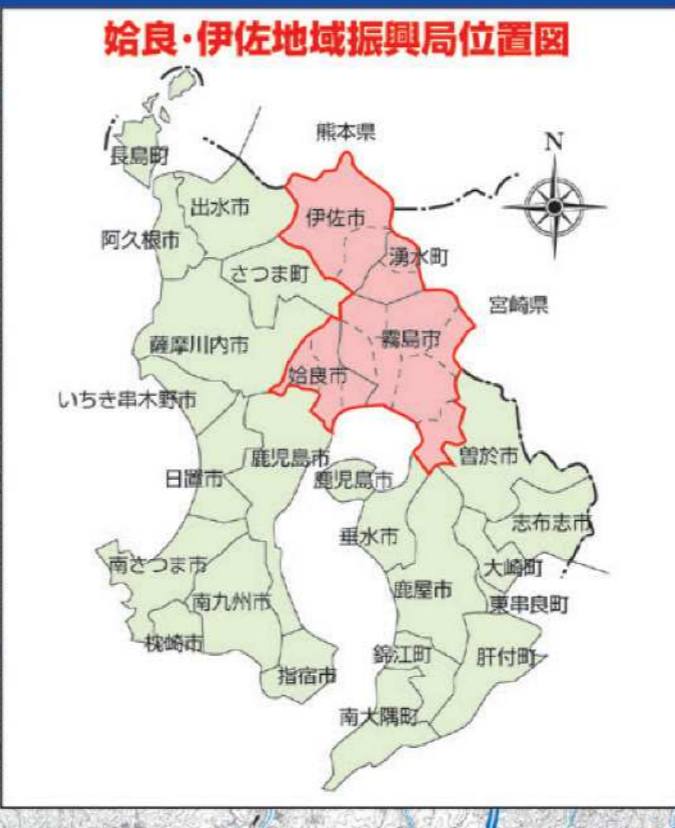 姶良・伊佐地域振興局位置図
熊本県
N
長島町
出水市
伊佐市
阿久根市
湧水町
さつま町
宮崎県
霧島市
薩摩川内市
姶良市
いちき串木野市
鹿児島市
曽於市
日置市
鹿児島市
志布志市
垂水市
南さつま市
大崎町
鹿屋市
南九州市
東串良町
枕崎市
錦江町
肝付町
指宿市
南大隅町